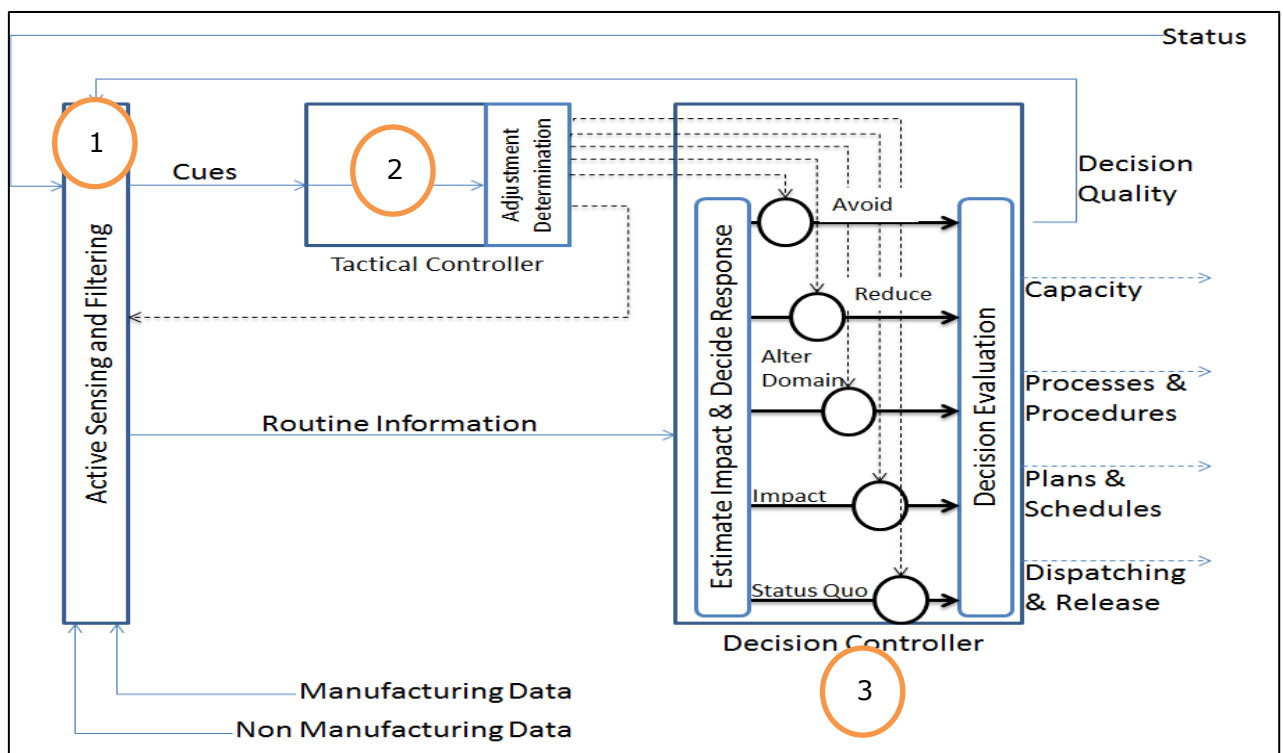 Status
1
2
Cues
Adjustment
Determination
Tactical Controller
Decision
Quality
Avoid
Reduce
Alter
Domain
Impact
Status Quo
Active Sensing and Filtering
Routine Information
Estimate Impact & Decide Response
Decision Evaluation
Capacity
Processes &
Procedures
Plans &
Schedules
Dispatching
& Release
Decision Controller
3
Manufacturing Data
Non Manufacturing Data